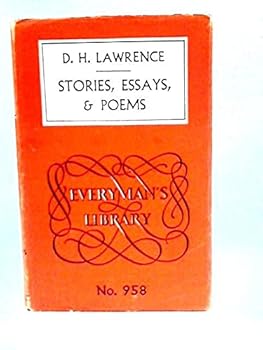 D. H. LAWRENCE
STORIES, ESSAYS,
& POEMS
EVERYMAN'S
LIBRARY
No. 958